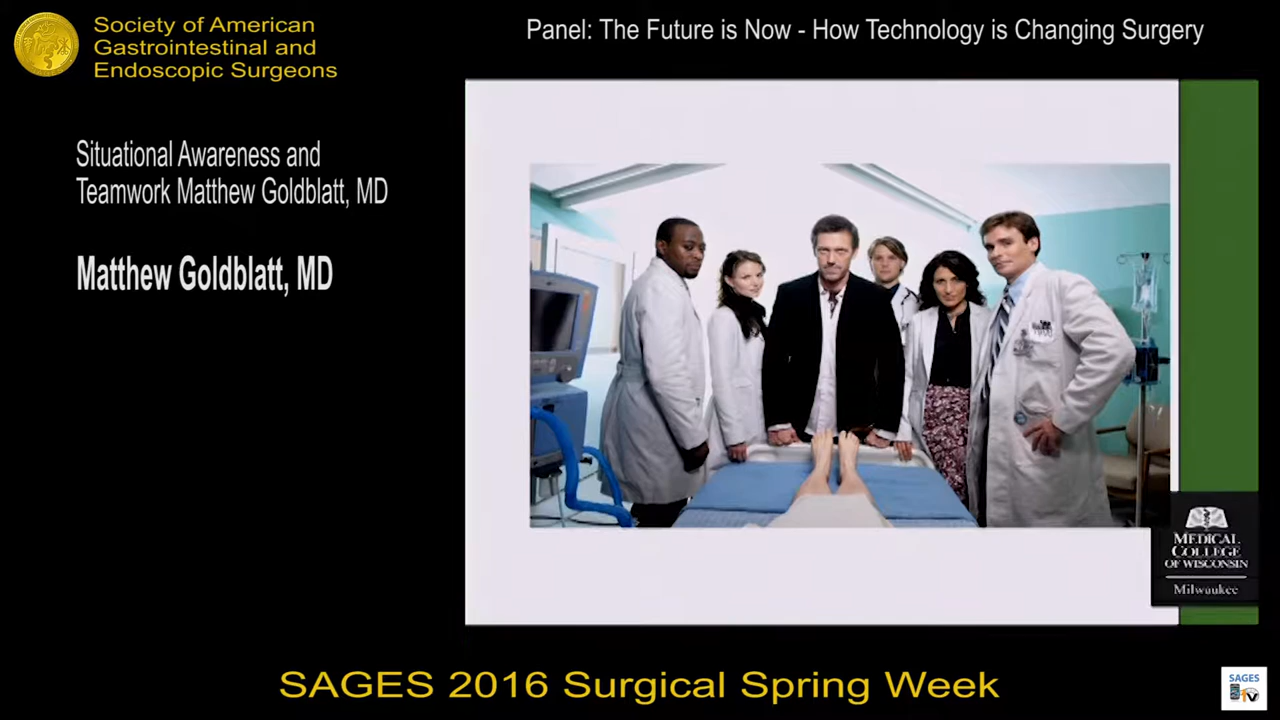 Society of American
Gastrointestinal and
Endoscopic Surgeons
Panel: The Future is Now - How Technology is Changing Surgery
Situational Awareness and
Teamwork Matthew Goldblatt, MD
Matthew Goldblatt, MD
MEDICAL
COLLEGE
OF WISCONSIN
Milwaukee
SAGES 2016 Surgical Spring Week
SAGES
TV